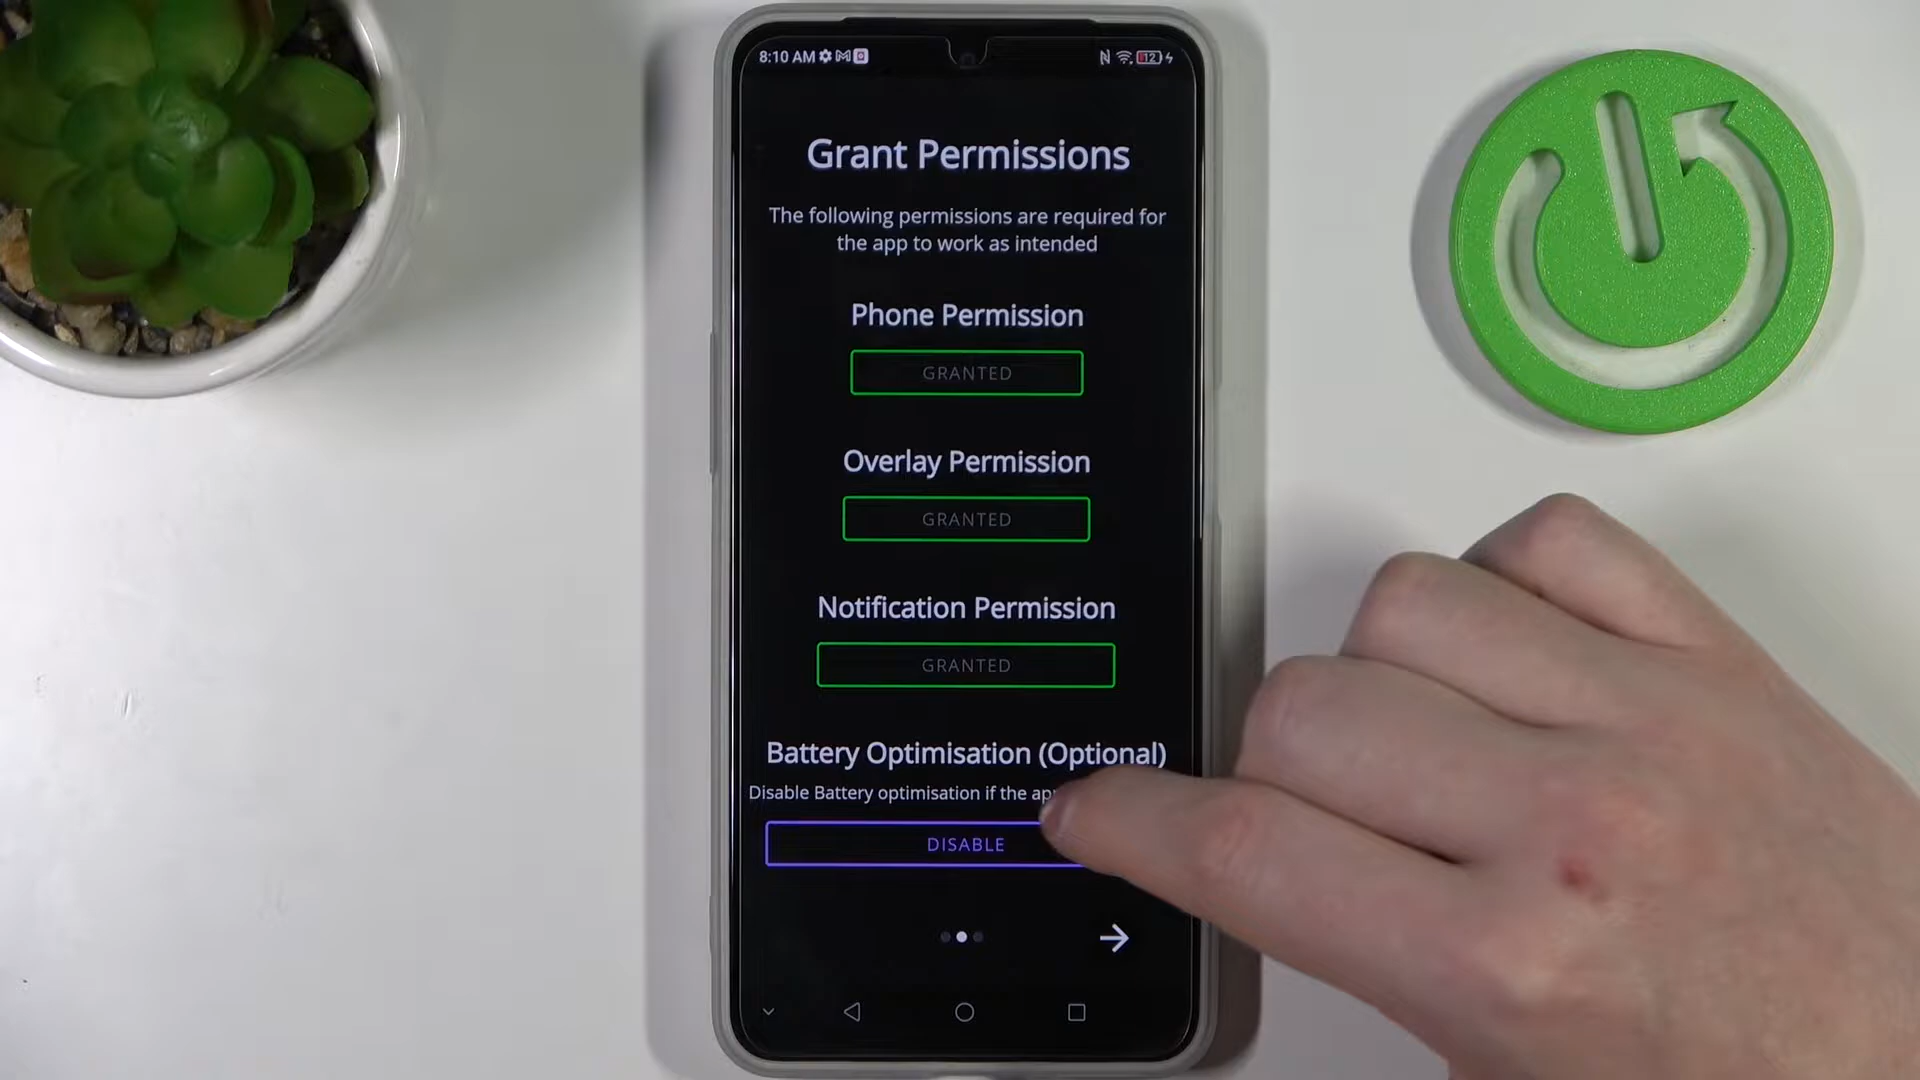 8:10 AM
12
Grant Permissions
The following permissions are required for
the app to work as intended
Phone Permission
GRANTED
Overlay Permission
GRANTED
Notification Permission
GRANTED
Battery Optimisation (Optional)
Disable Battery optimisation if the
DISABLE